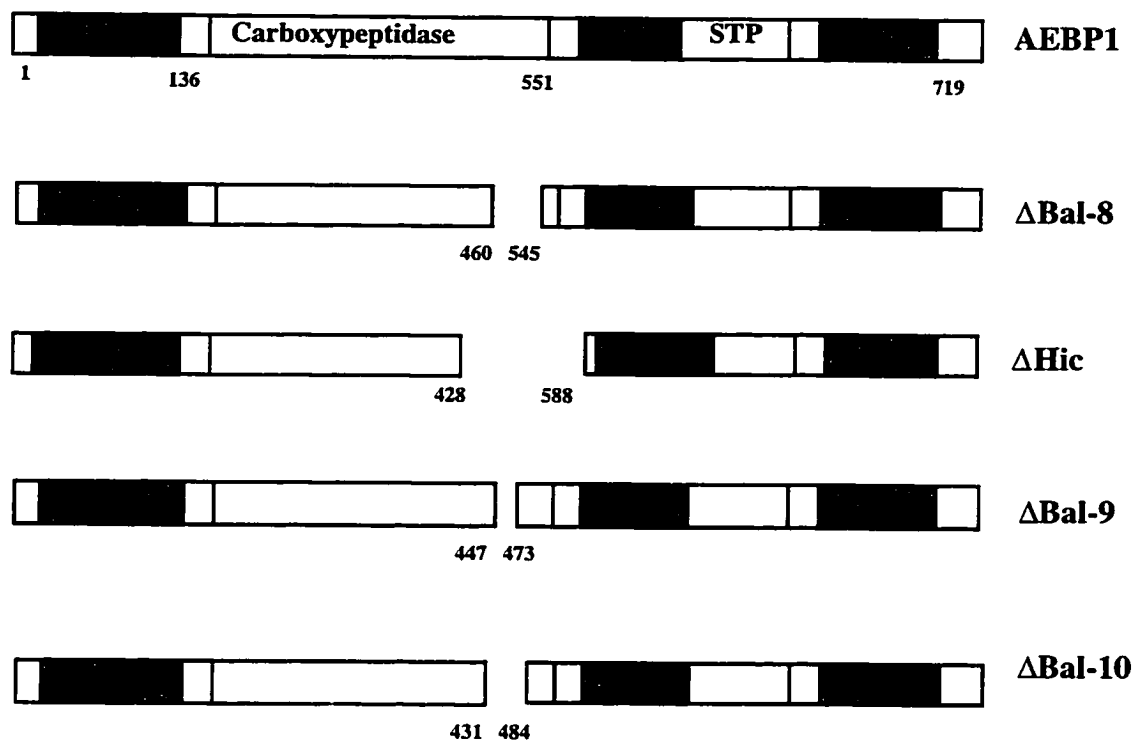 Carboxypeptidase STP AEBP1
1 136 551 719
ΔBal-8
460 545
ΔHic
428 588
ΔBal-9
447 473
ΔBal-10
431 484